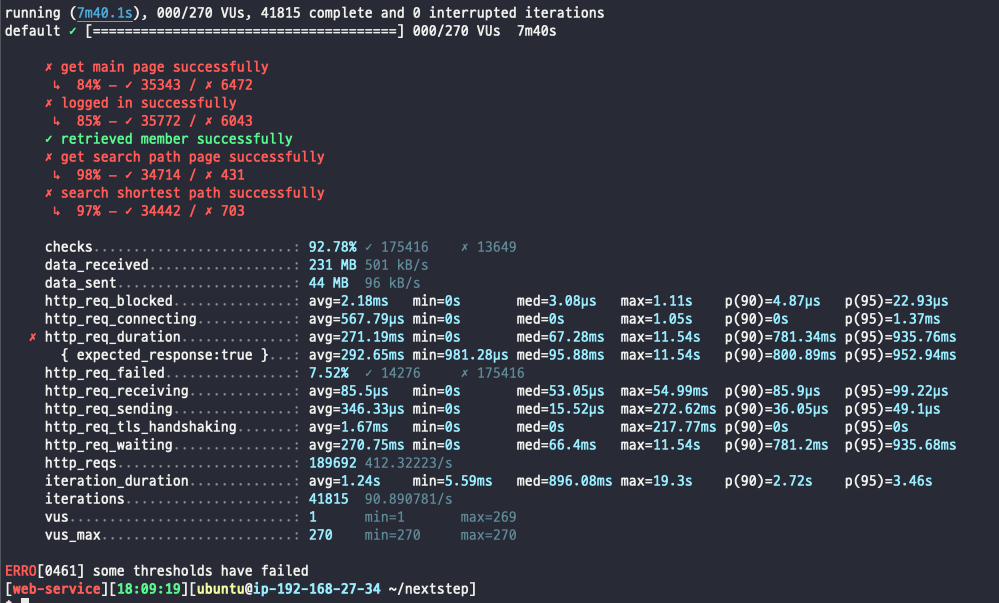 running (7m40.1s), 000/270 VUs, 41815 complete and 0 interrupted iterations
default ✓ [======================================] 000/270 VUs  7m40s
✗ get main page successfully
↳  84% — ✓ 35343 / ✗ 6472
✗ logged in successfully
↳  85% — ✓ 35772 / ✗ 6043
✓ retrieved member successfully
✗ get search path page successfully
↳  98% — ✓ 34714 / ✗ 431
✗ search shortest path successfully
↳  97% — ✓ 34442 / ✗ 703
checks.........................: 92.78% ✓ 175416    ✗ 13649
data_received..................: 231 MB 501 kB/s
data_sent......................: 44 MB  96 kB/s
http_req_blocked...............: avg=2.18ms   min=0s       med=3.08µs   max=1.11s    p(90)=4.87µs   p(95)=22.93µs
http_req_connecting............: avg=567.79µs min=0s       med=0s       max=1.05s    p(90)=0s       p(95)=1.37ms
✗ http_req_duration..............: avg=271.19ms min=0s       med=67.28ms  max=11.54s   p(90)=781.34ms p(95)=935.76ms
{ expected_response:true }...: avg=292.65ms min=981.28µs med=95.88ms  max=11.54s   p(90)=800.89ms p(95)=952.94ms
http_req_failed................: 7.52%  ✓ 14276     ✗ 175416
http_req_receiving.............: avg=85.5µs   min=0s       med=53.05µs  max=54.99ms  p(90)=85.9µs   p(95)=99.22µs
http_req_sending...............: avg=346.33µs min=0s       med=15.52µs  max=272.62ms p(90)=36.05µs  p(95)=49.1µs
http_req_tls_handshaking.......: avg=1.67ms   min=0s       med=0s       max=217.77ms p(90)=0s       p(95)=0s
http_req_waiting...............: avg=270.75ms min=0s       med=66.4ms   max=11.54s   p(90)=781.2ms  p(95)=935.68ms
http_reqs......................: 189692 412.32223/s
iteration_duration.............: avg=1.24s    min=5.59ms   med=896.08ms max=19.3s    p(90)=2.72s    p(95)=3.46s
iterations.....................: 41815  90.890781/s
vus............................: 1      min=1       max=269
vus_max........................: 270    min=270     max=270
ERRO[0461] some thresholds have failed
[web-service][18:09:19][ubuntu@ip-192-168-27-34 ~/nextstep]